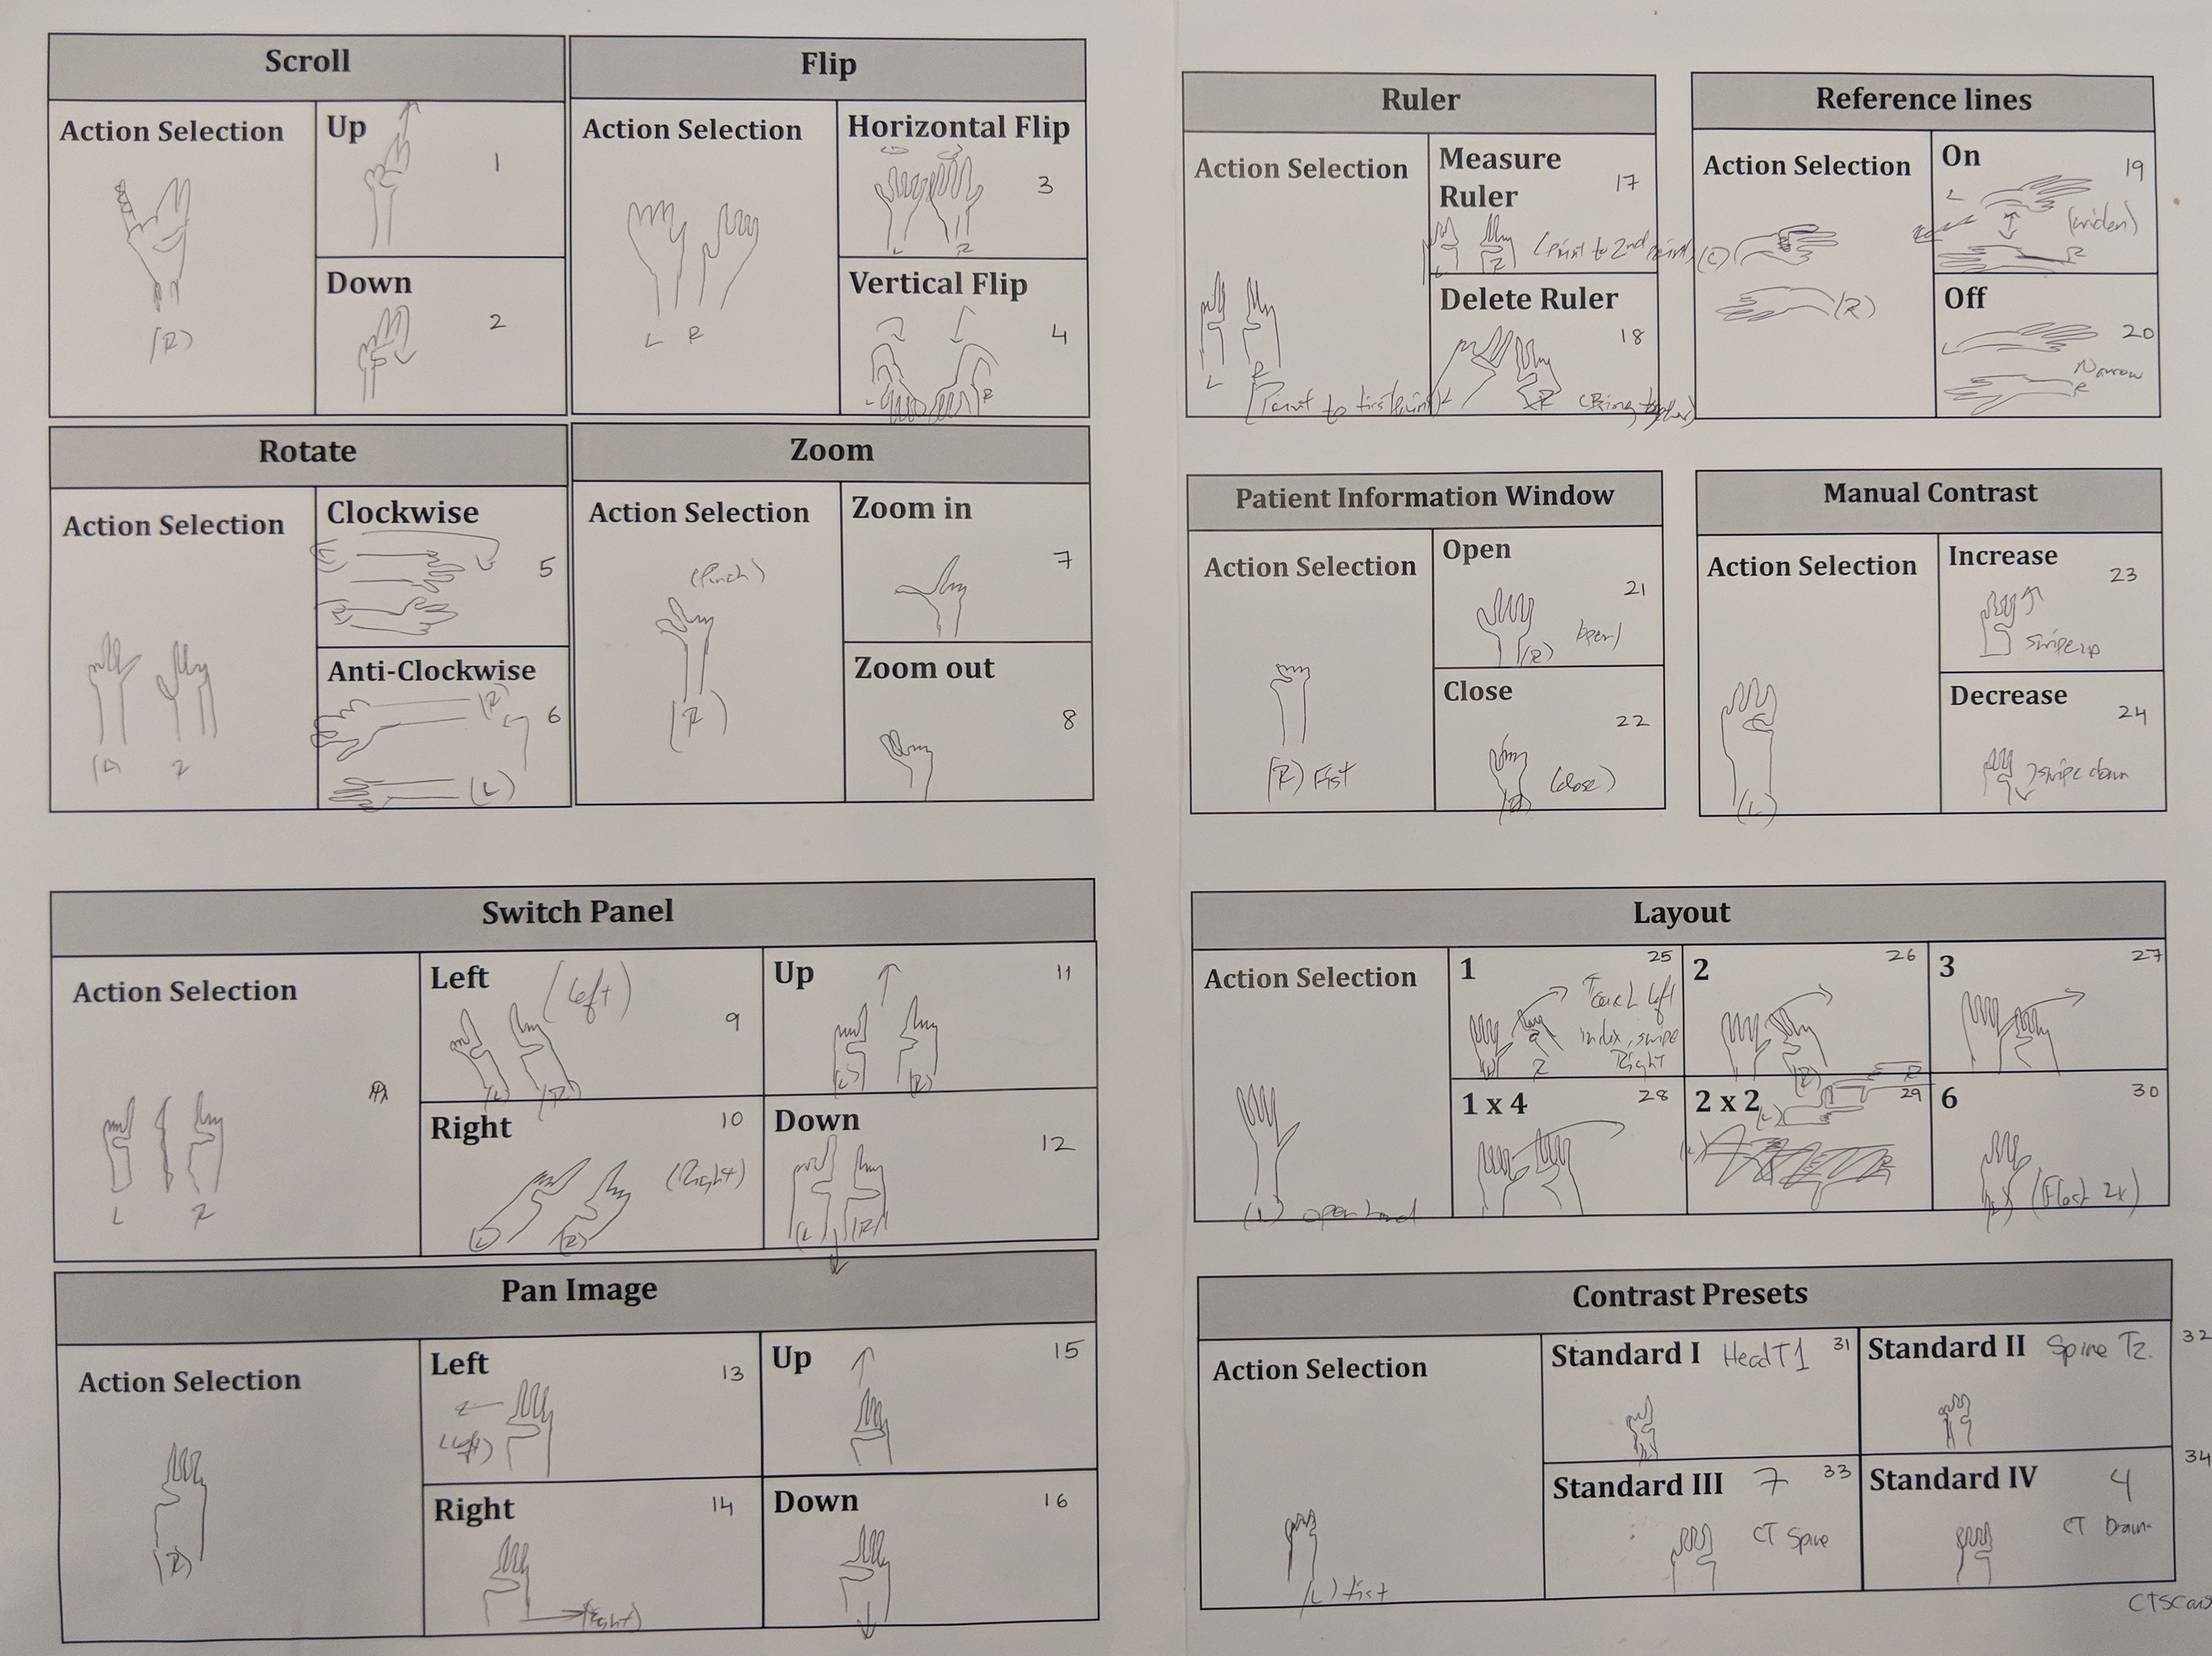 Scroll
Action Selection
(R)
Up
1
Down
2
Flip
Action Selection
L R
Horizontal Flip
3
L R
Vertical Flip
4
L R
Rotate
Action Selection
(L) R
Clockwise
5
Anti-Clockwise
(R)
6
(L)
Zoom
Action Selection
(Pinch)
(R)
Zoom in
7
Zoom out
8
Switch Panel
Action Selection
L R
Left
(Left)
9
(L) (R)
Right
10
(Right)
(L) (R)
Up
11
(L) (R)
Down
12
(L) (R)
Pan Image
Action Selection
(R)
Left
13
(Left)
Right
14
(Right)
Up
15
Down
16
Ruler
Action Selection
L R
(Point to first point)
Measure
Ruler
17
L R (Point to 2nd point)
Delete Ruler
18
L R (Bring together)
Reference lines
Action Selection
(L)
(R)
On
19
L
(widen)
R
Off
20
L
Narrow
R
Patient Information Window
Action Selection
(R) Fist
Open
21
(R) (open)
Close
22
(close)
(R)
Manual Contrast
Action Selection
(L)
Increase
23
swipe up
Decrease
24
swipe down
Layout
Action Selection
(L) open hand
1
25
left
index, swipe
Right
R
2
26
(R)
3
27
1 x 4
28
2 x 2
29
(L)
R
6
30
(Flash 2x)
Contrast Presets
Action Selection
(L) fist
Standard I Head T1
31
Standard II Spine T2.
32
Standard III 7
33
CT Spine
Standard IV 4
34
CT Brain
CTSCans